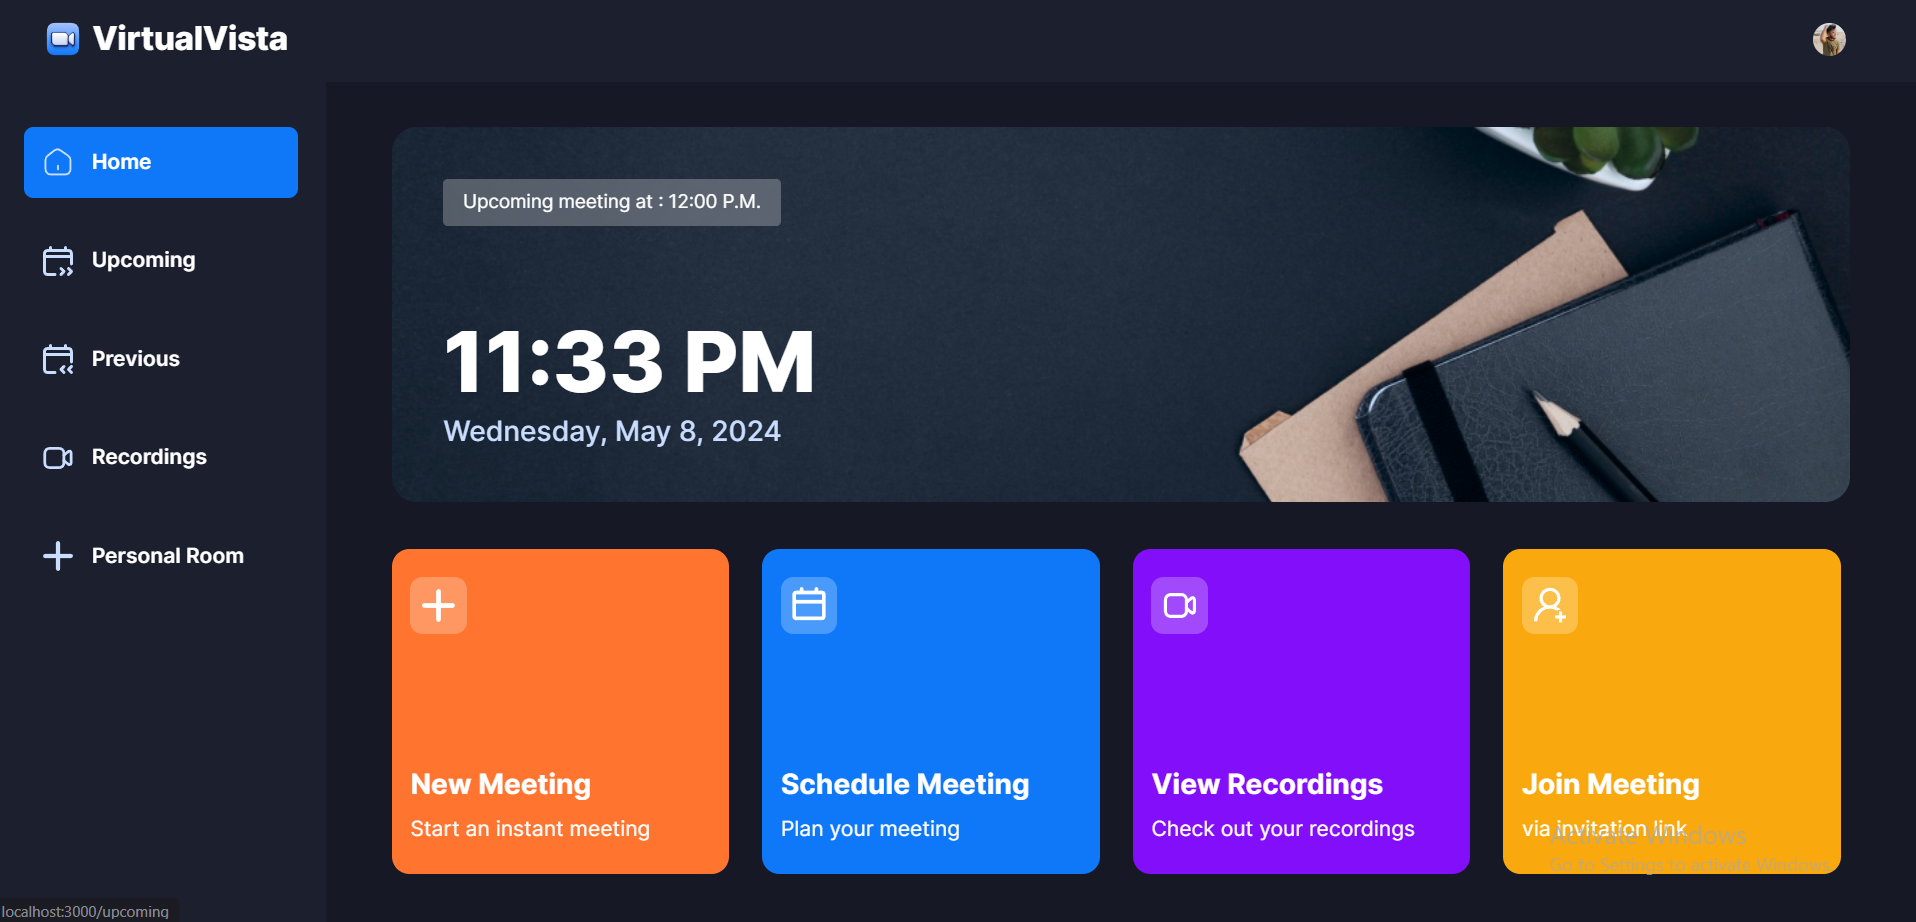 VirtualVista
Home
Upcoming
Previous
Recordings
Personal Room
Upcoming meeting at : 12:00 P.M.
11:33 PM
Wednesday, May 8, 2024
New Meeting
Start an instant meeting
Schedule Meeting
Plan your meeting
View Recordings
Check out your recordings
Join Meeting
via invitation link
Activate Windows
Go to Settings to activate Windows.
localhost:3000/upcoming